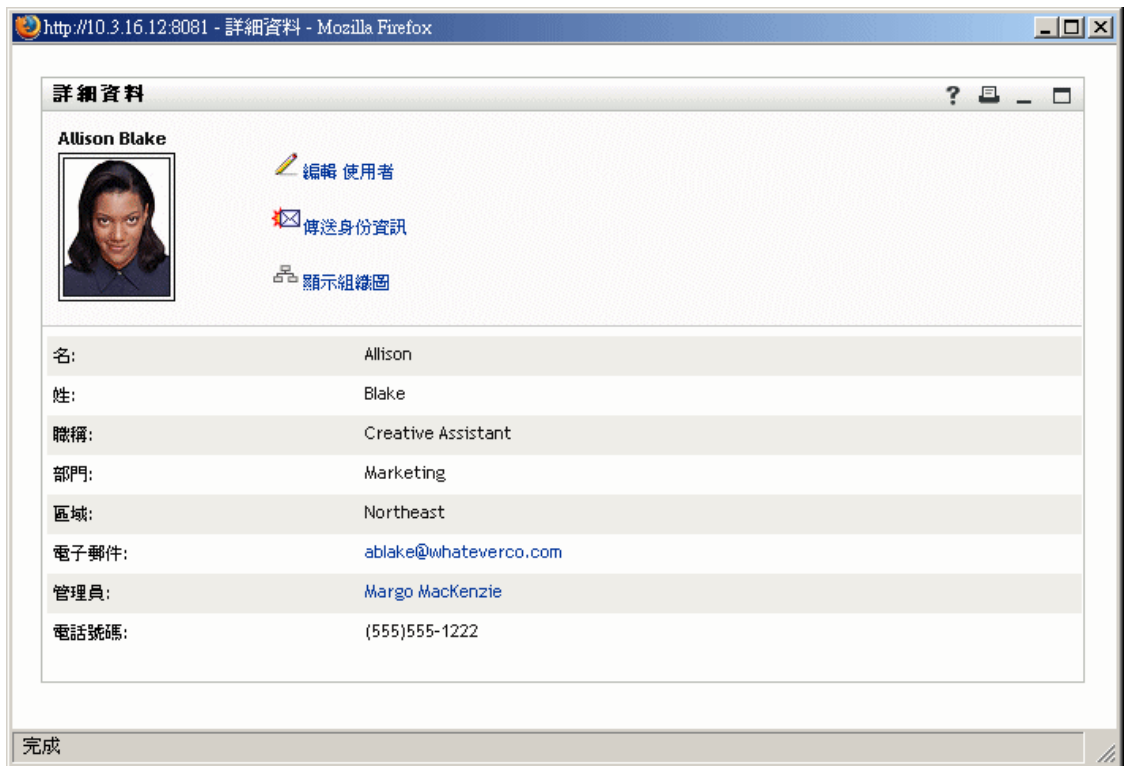 http://10.3.16.12:8081 - 詳細資料 - Mozilla Firefox
詳細資料
Allison Blake
編輯 使用者
傳送身份資訊
顯示組織圖
名: Allison
姓: Blake
職稱: Creative Assistant
部門: Marketing
區域: Northeast
電子郵件: ablake@whateverco.com
管理員: Margo MacKenzie
電話號碼: (555)555-1222
完成